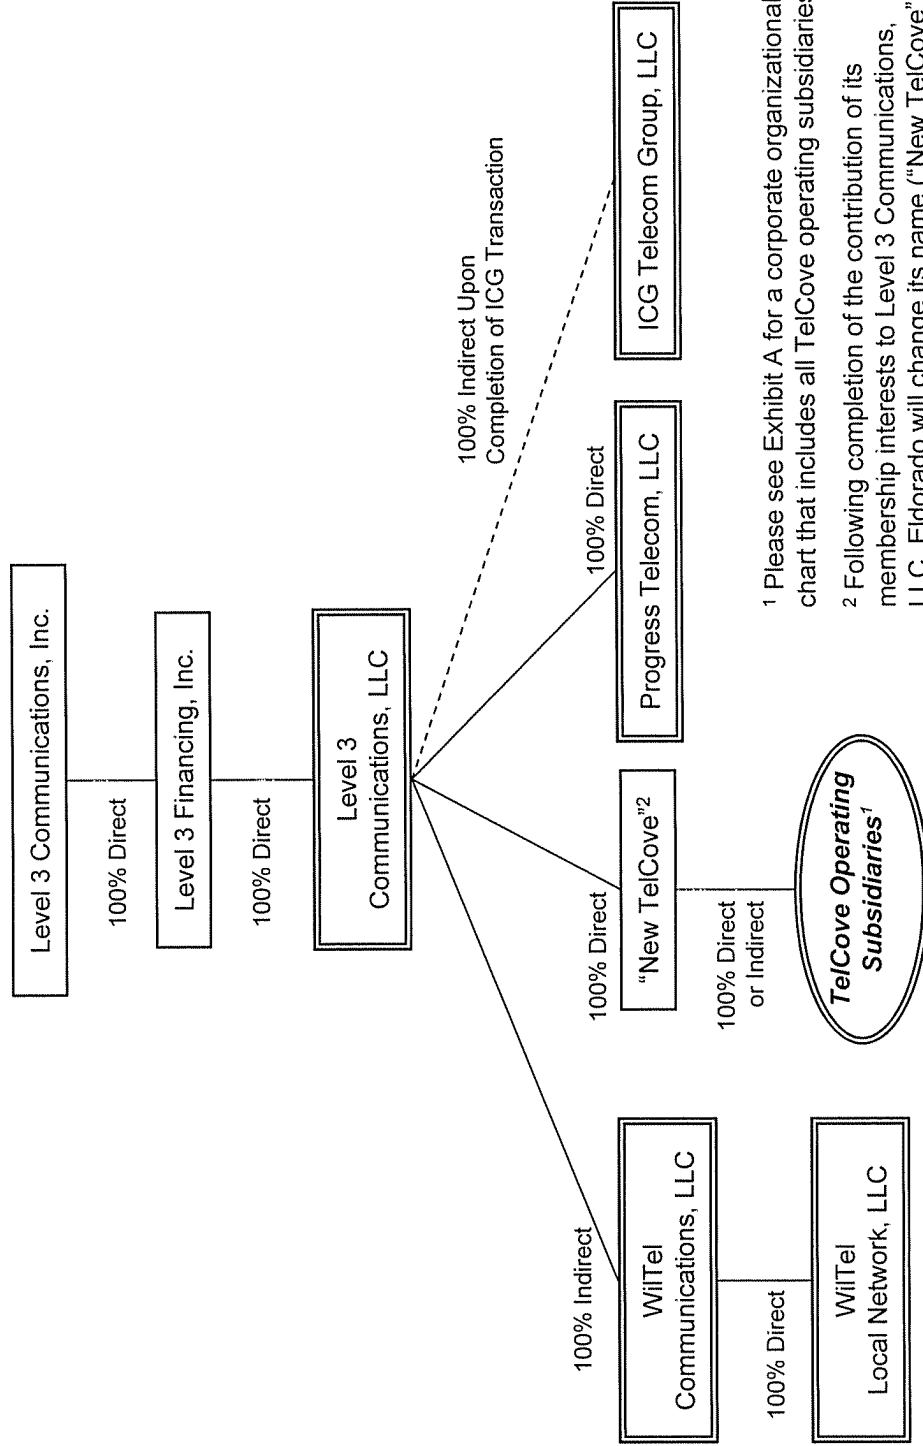 Level 3 Communications, Inc.
100% Direct
Level 3 Financing, Inc.
100% Direct
Level 3
Communications, LLC
100% Indirect Upon
Completion of ICG Transaction
100% Indirect
WilTel
Communications, LLC
100% Direct
WilTel
Local Network, LLC
100% Direct
“New TelCove”²
100% Direct
or Indirect
TelCove Operating
Subsidiaries¹
100% Direct
Progress Telecom, LLC
ICG Telecom Group, LLC
¹ Please see Exhibit A for a corporate organizational
chart that includes all TelCove operating subsidiaries
² Following completion of the contribution of its
membership interests to Level 3 Communications,
LLC, Eldorado will change its name (“New TelCove”